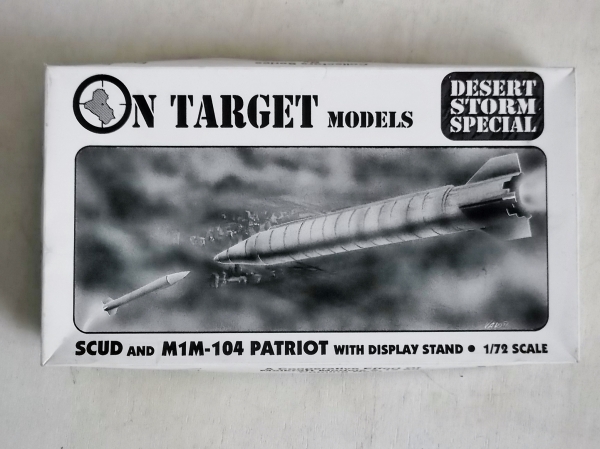 ON TARGET MODELS
DESERT
STORM
SPECIAL
SCUD AND M1M-104 PATRIOT WITH DISPLAY STAND • 1/72 SCALE